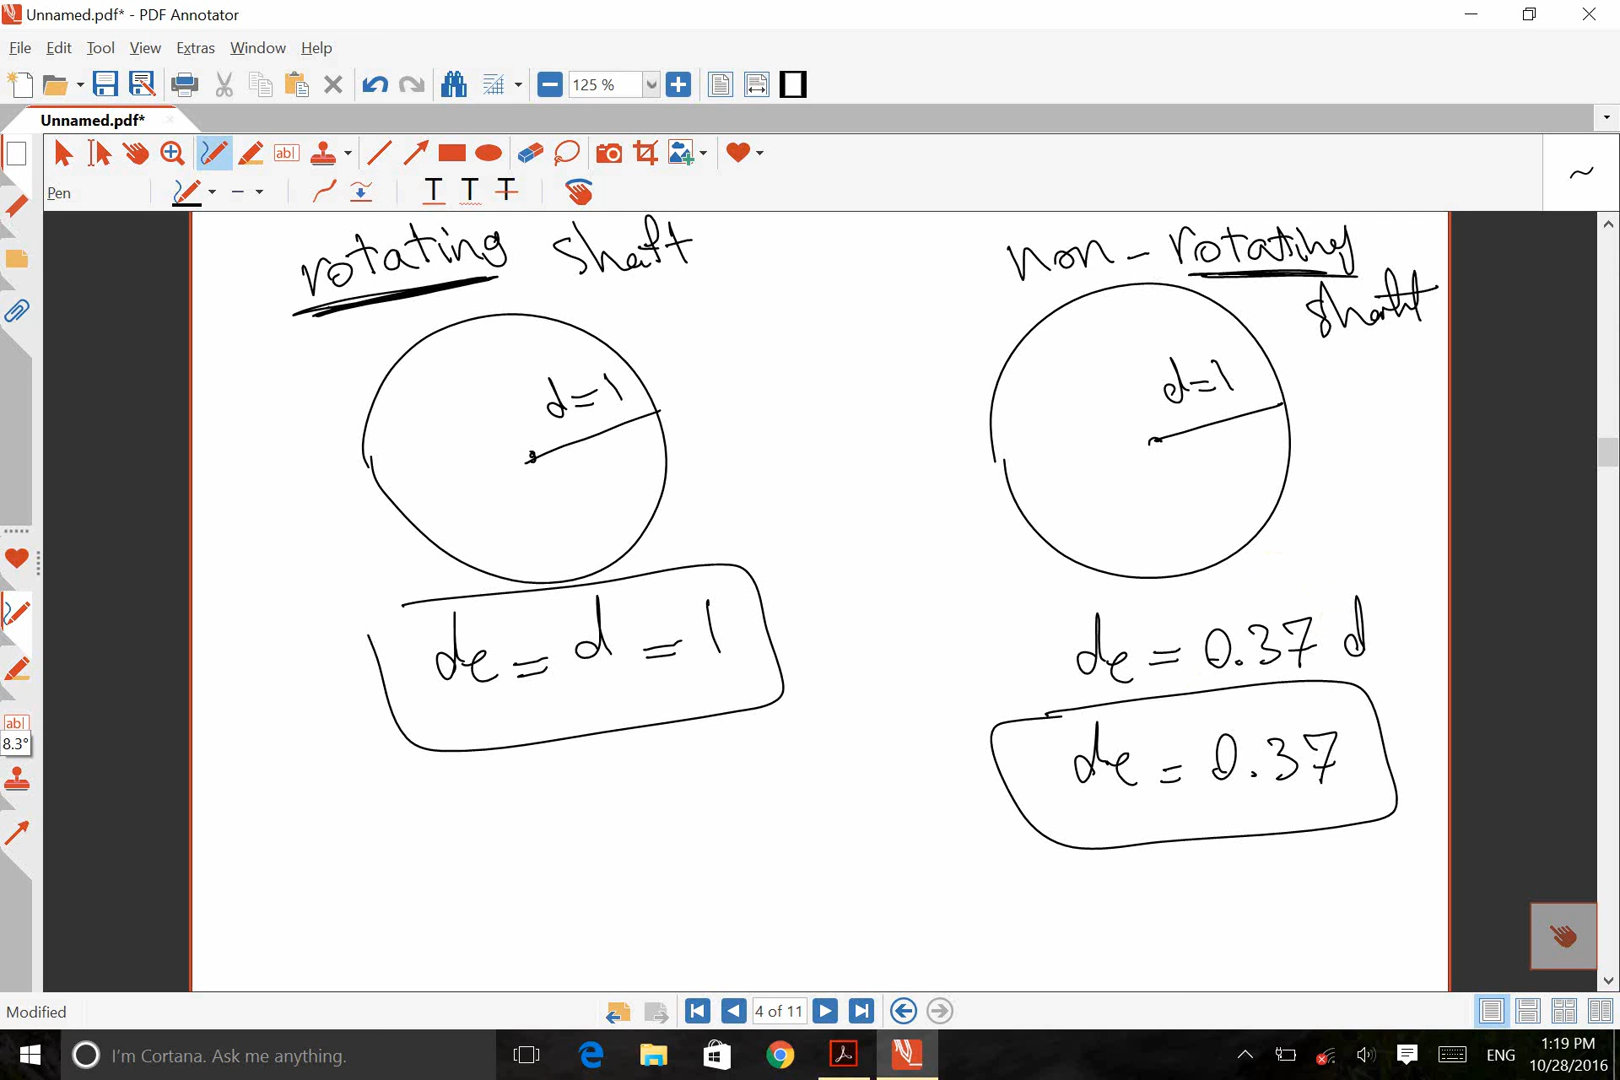 Unnamed.pdf* - PDF Annotator
File Edit Tool View Extras Window Help
125 %
Unnamed.pdf*
ab|
Pen
T T T
rotating shaft
non-rotating
shaft
d=1
d=1
de = d = 1
de = 0.37 d
de = 0.37
ab|
8.3°
Modified
4 of 11
I'm Cortana. Ask me anything.
ENG
1:19 PM
10/28/2016